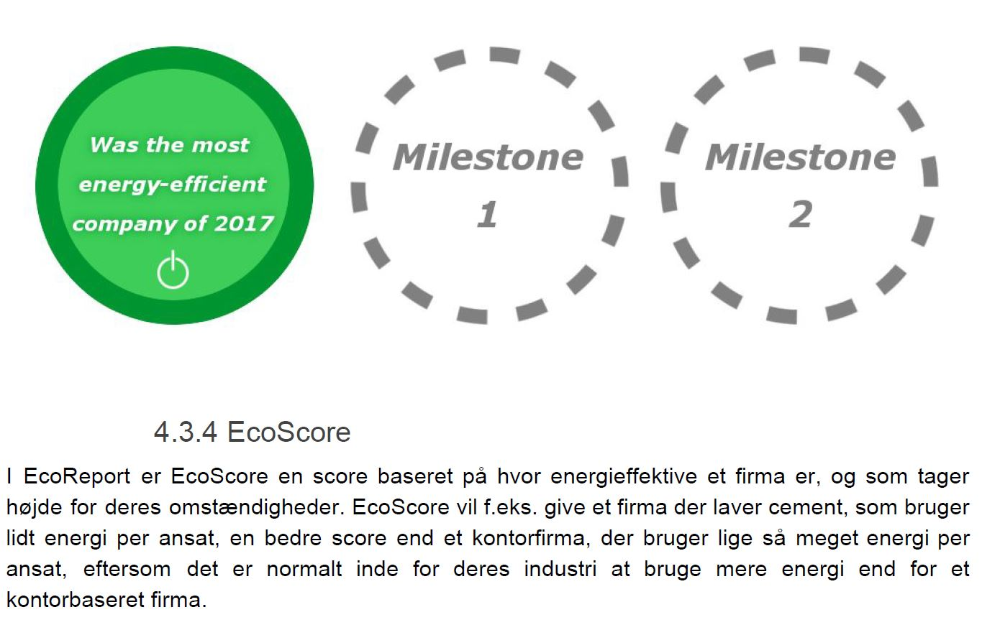 Was the most
energy-efficient
company of 2017
Milestone
1
Milestone
2
4.3.4 EcoScore
I EcoReport er EcoScore en score baseret på hvor energieffektive et firma er, og som tager
højde for deres omstændigheder. EcoScore vil f.eks. give et firma der laver cement, som bruger
lidt energi per ansat, en bedre score end et kontorfirma, der bruger lige så meget energi per
ansat, eftersom det er normalt inde for deres industri at bruge mere energi end for et
kontorbaseret firma.